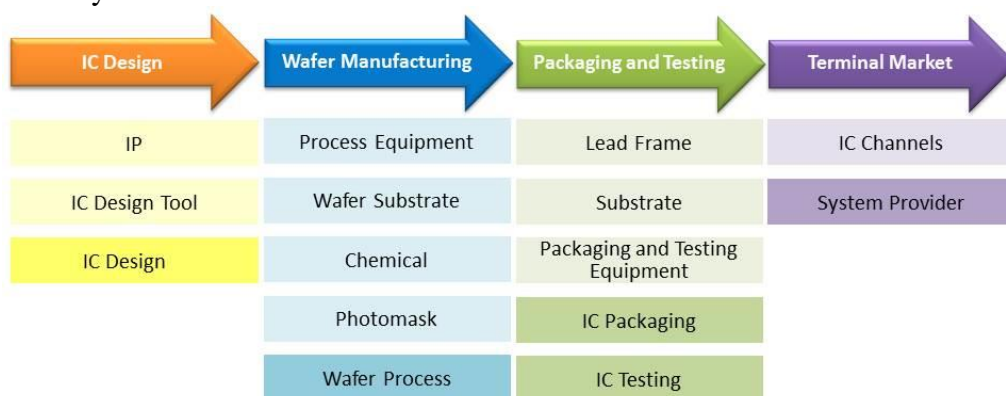 IC Design
Wafer Manufacturing
Packaging and Testing
Terminal Market
IP
Process Equipment
Lead Frame
IC Channels
IC Design Tool
Wafer Substrate
Substrate
System Provider
IC Design
Chemical
Packaging and Testing
Equipment
Photomask
IC Packaging
Wafer Process
IC Testing